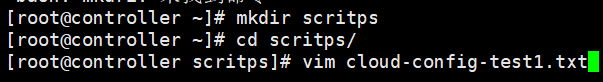 [root@controller ~]# mkdir scritps
[root@controller ~]# cd scritps/
[root@controller scritps]# vim cloud-config-test1.txt